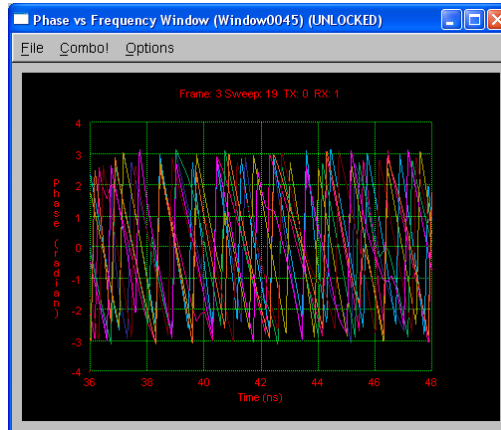 Phase vs Frequency Window (Window0045) (UNLOCKED)
File Combo! Options
Frame: 3 Sweep: 19 TX: 0 RX: 1
Phase (radian)
4
3
2
1
0
-1
-2
-3
-4
36 38 40 42 44 46 48
Time (ns)